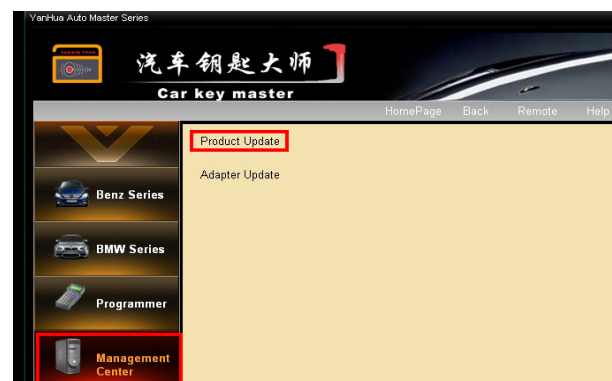 YanHua Auto Master Series
汽车钥匙大师
Car key master
HomePage Back Remote Help
Product Update
Adapter Update
Benz Series
BMW Series
Programmer
Management
Center